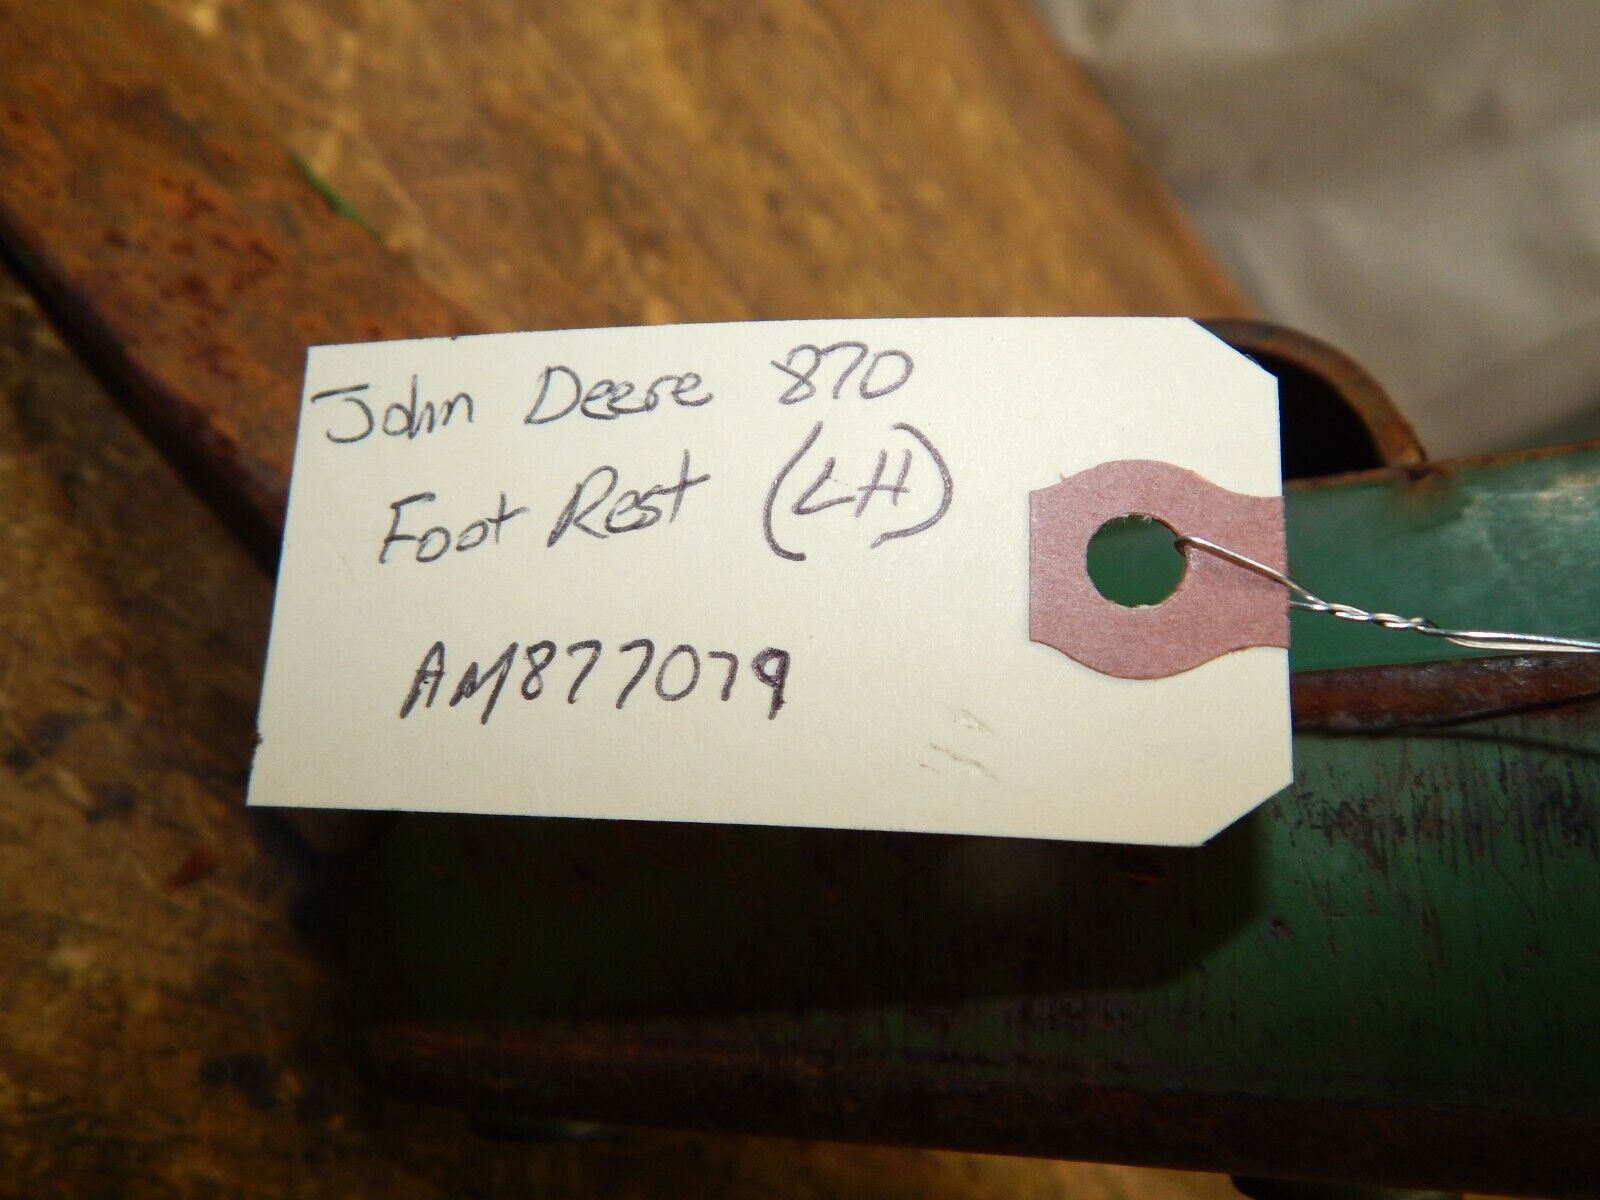 John Deere 870
Foot Rest (LH)
AM877079